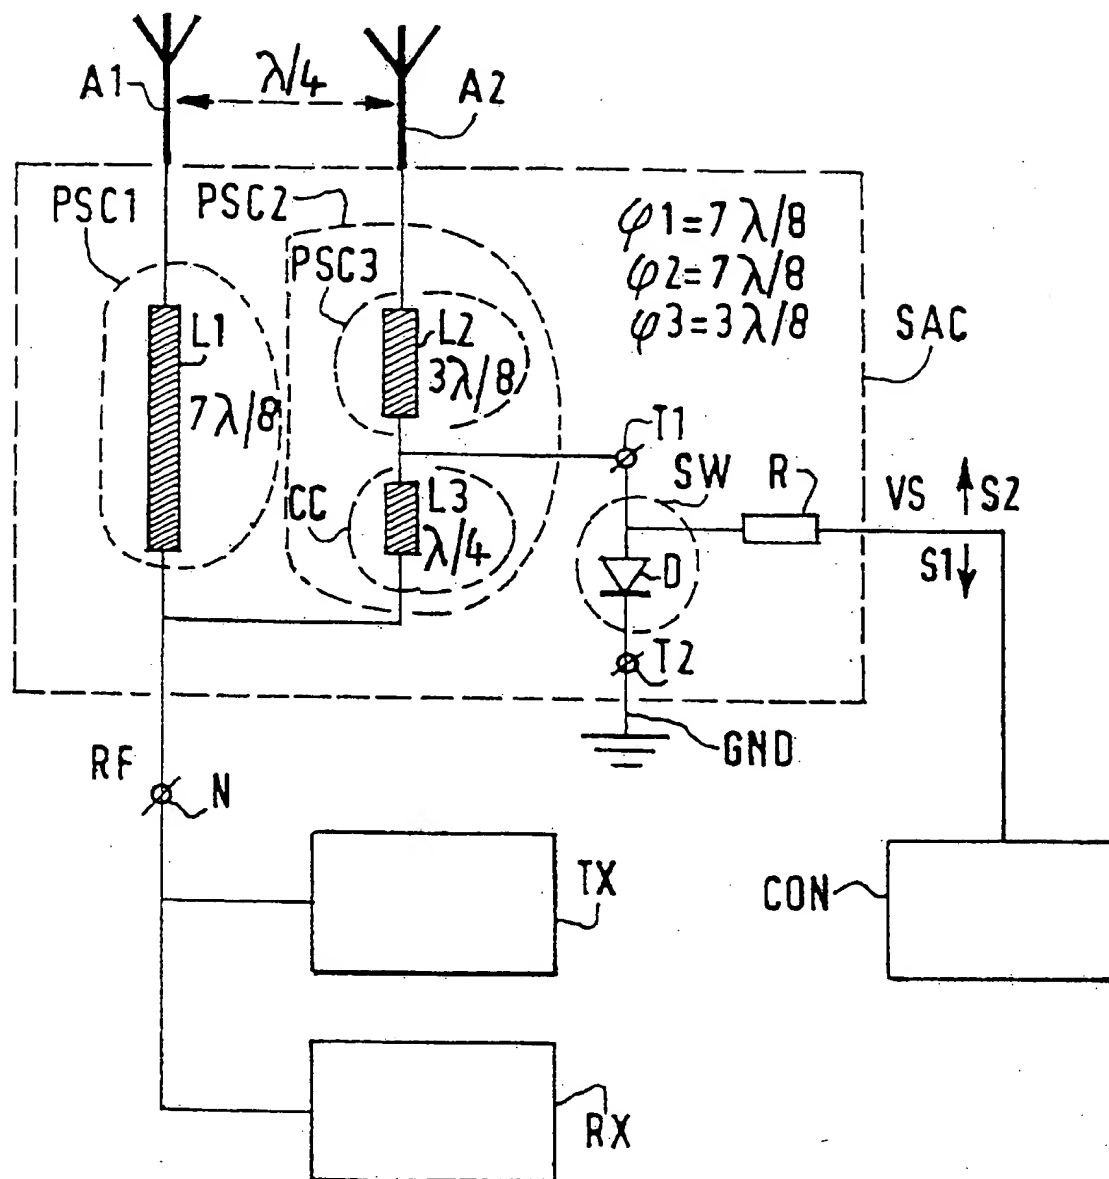 A1
λ/4
A2
PSC1
PSC2
PSC3
φ1=7λ/8
φ2=7λ/8
φ3=3λ/8
SAC
L1
7λ/8
L2
3λ/8
T1
SW
R
VS
S2
S1
CC
L3
λ/4
D
T2
GND
RF
N
TX
CON
RX